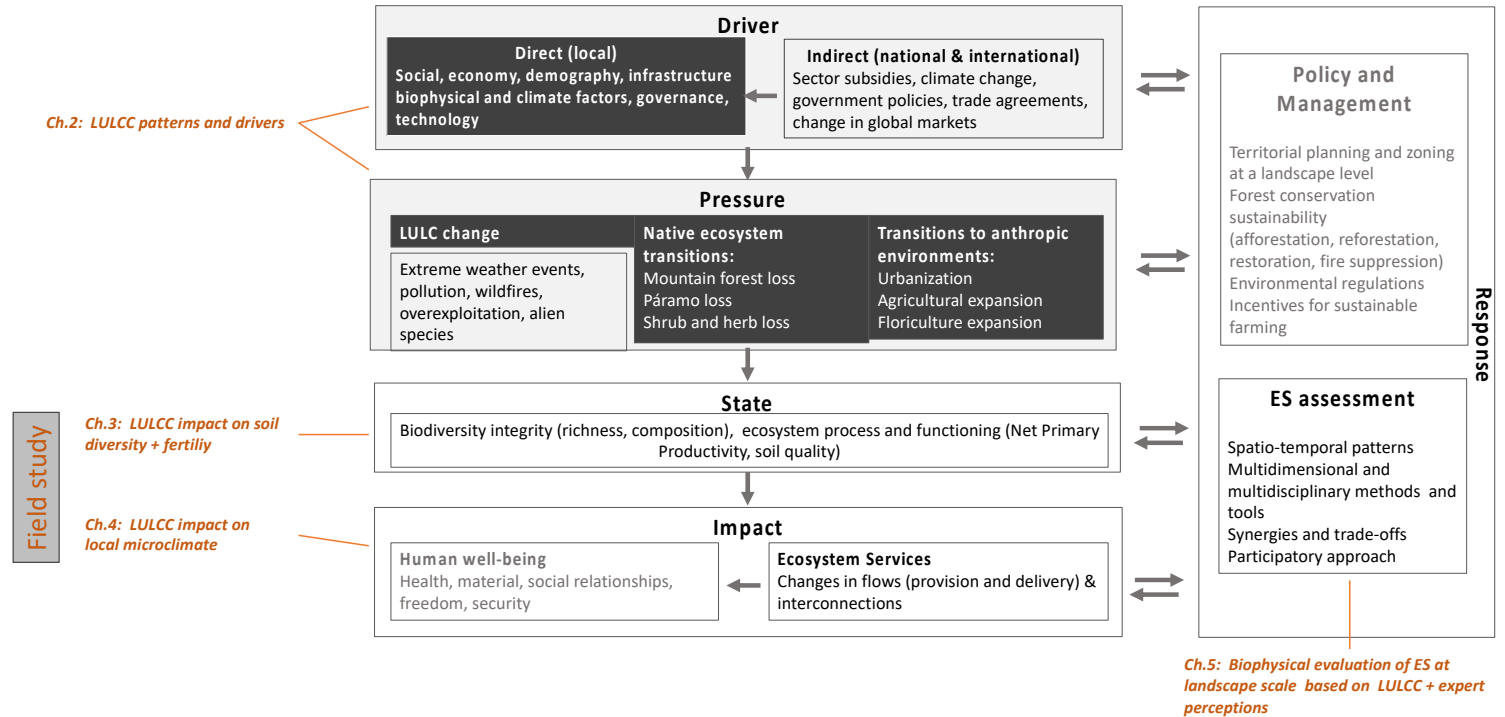 Driver
Direct (local)
Social, economy, demography, infrastructure
biophysical and climate factors, governance,
technology
Indirect (national & international)
Sector subsidies, climate change,
government policies, trade agreements,
change in global markets
Ch.2: LULCC patterns and drivers
Pressure
LULC change
Extreme weather events,
pollution, wildfires,
overexploitation, alien
species
Native ecosystem
transitions:
Mountain forest loss
Páramo loss
Shrub and herb loss
Transitions to anthropic
environments:
Urbanization
Agricultural expansion
Floriculture expansion
State
Biodiversity integrity (richness, composition), ecosystem process and functioning (Net Primary
Productivity, soil quality)
Field study
Ch.3: LULCC impact on soil
diversity + fertiliy
Ch.4: LULCC impact on
local microclimate
Impact
Human well-being
Health, material, social relationships,
freedom, security
Ecosystem Services
Changes in flows (provision and delivery) &
interconnections
Response
Policy and
Management
Territorial planning and zoning
at a landscape level
Forest conservation
sustainability
(afforestation, reforestation,
restoration, fire suppression)
Environmental regulations
Incentives for sustainable
farming
ES assessment
Spatio-temporal patterns
Multidimensional and
multidisciplinary methods and
tools
Synergies and trade-offs
Participatory approach
Ch.5: Biophysical evaluation of ES at
landscape scale based on LULCC + expert
perceptions